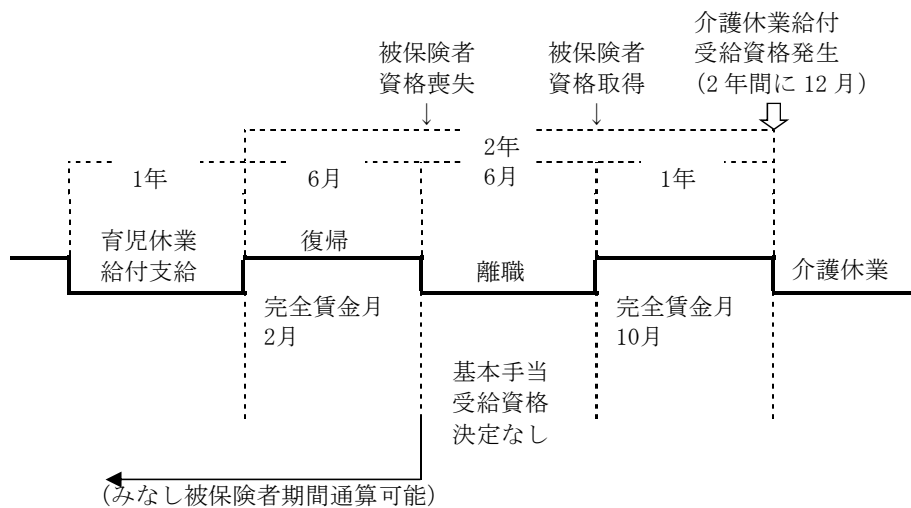 介護休業給付
受給資格発生
(2年間に12月)
被保険者
資格喪失
↓
被保険者
資格取得
↓
2年
1年
6月
6月
1年
育児休業
給付支給
復帰
離職
介護休業
完全賃金月
2月
完全賃金月
10月
基本手当
受給資格
決定なし
(みなし被保険者期間通算可能)